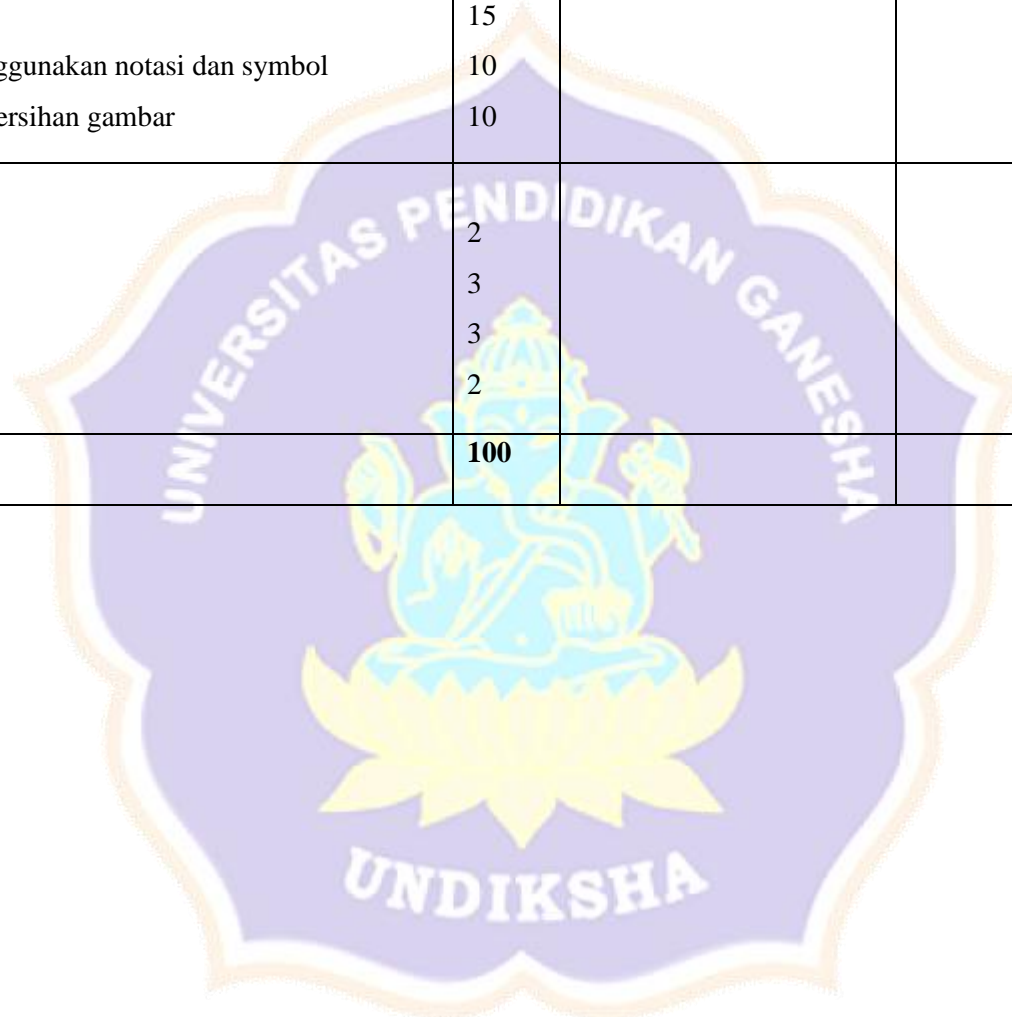 15
ggunakan notasi dan symbol 10
ersihan gambar 10
2
3
3
2
100
UNIVERSITAS PENDIDIKAN GANESHA
UNDIKSHA